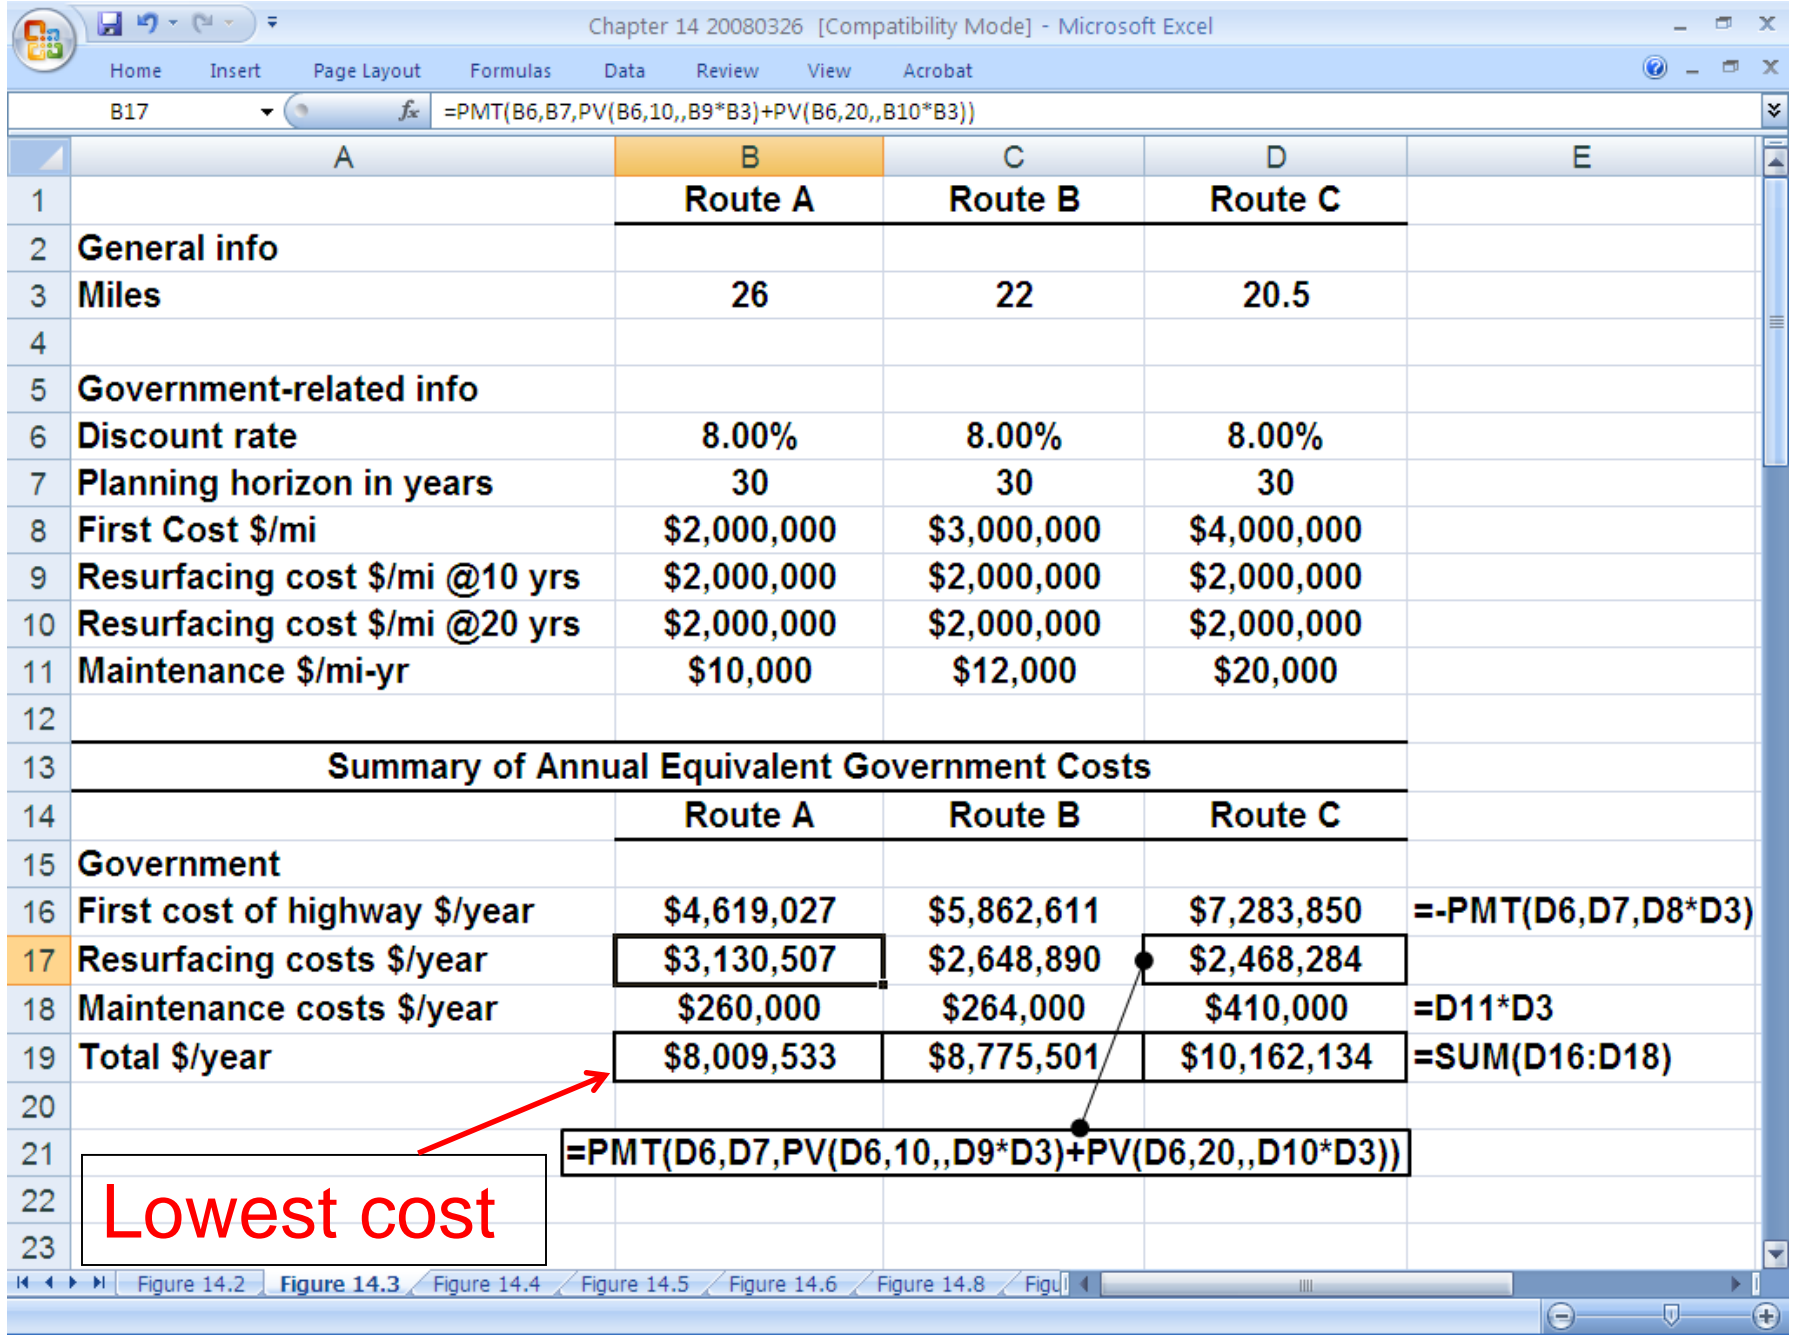 Chapter 14 20080326 [Compatibility Mode] - Microsoft Excel
Home Insert Page Layout Formulas Data Review View Acrobat
B17 fx =PMT(B6,B7,PV(B6,10,,B9*B3)+PV(B6,20,,B10*B3))
A B C D E
1 Route A Route B Route C
2 General info
3 Miles 26 22 20.5
4
5 Government-related info
6 Discount rate 8.00% 8.00% 8.00%
7 Planning horizon in years 30 30 30
8 First Cost $/mi $2,000,000 $3,000,000 $4,000,000
9 Resurfacing cost $/mi @10 yrs $2,000,000 $2,000,000 $2,000,000
10 Resurfacing cost $/mi @20 yrs $2,000,000 $2,000,000 $2,000,000
11 Maintenance $/mi-yr $10,000 $12,000 $20,000
12
13 Summary of Annual Equivalent Government Costs
14 Route A Route B Route C
15 Government
16 First cost of highway $/year $4,619,027 $5,862,611 $7,283,850 =-PMT(D6,D7,D8*D3)
17 Resurfacing costs $/year $3,130,507 $2,648,890 $2,468,284
18 Maintenance costs $/year $260,000 $264,000 $410,000 =D11*D3
19 Total $/year $8,009,533 $8,775,501 $10,162,134 =SUM(D16:D18)
20
21 =PMT(D6,D7,PV(D6,10,,D9*D3)+PV(D6,20,,D10*D3))
22 Lowest cost
23
Figure 14.2 Figure 14.3 Figure 14.4 Figure 14.5 Figure 14.6 Figure 14.8 Figu